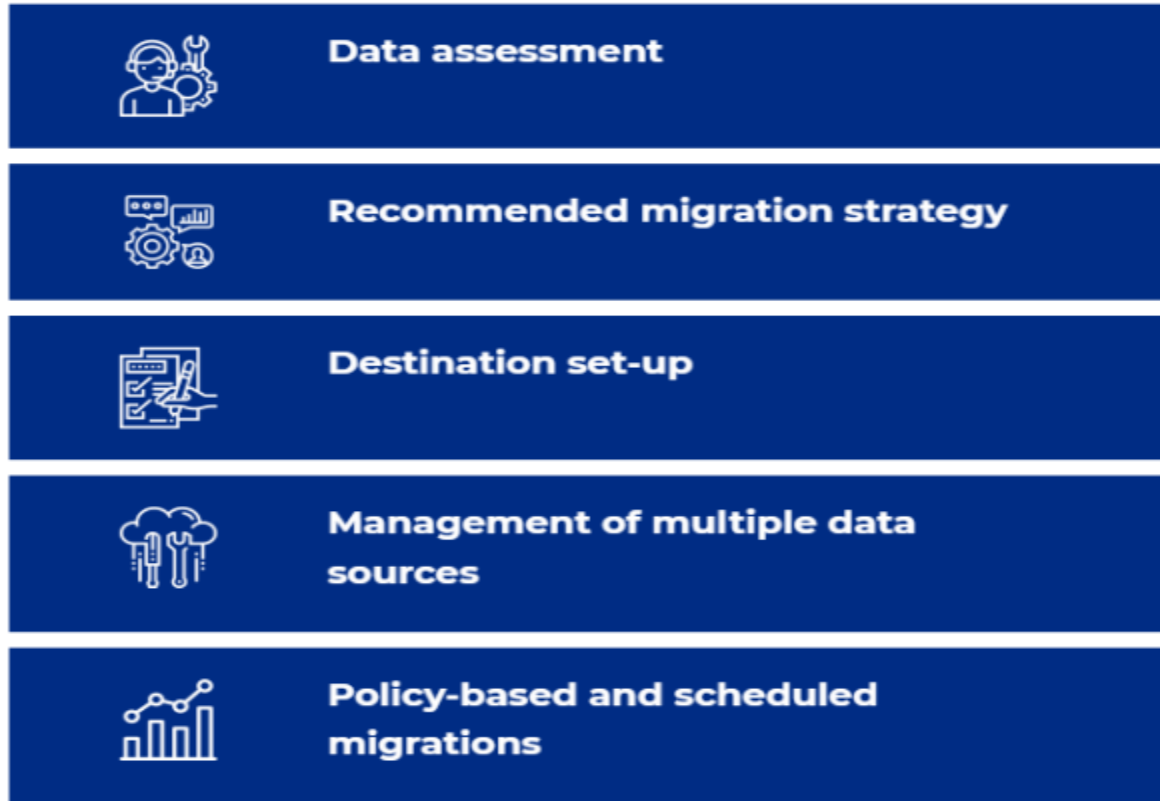 Data assessment
Recommended migration strategy
Destination set-up
Management of multiple data
sources
Policy-based and scheduled
migrations